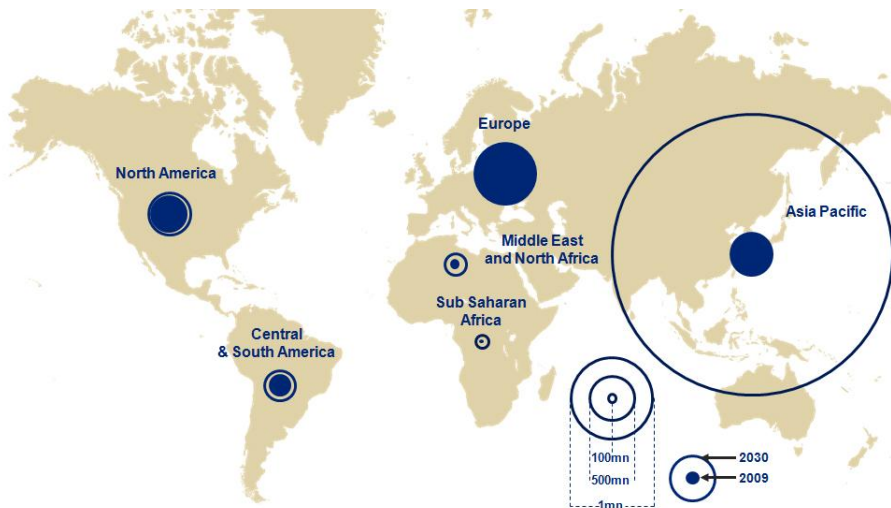 Europe
North America
Asia Pacific
Middle East
and North Africa
Sub Saharan
Africa
Central
& South America
100mn
500mn
1mn
2030
2009